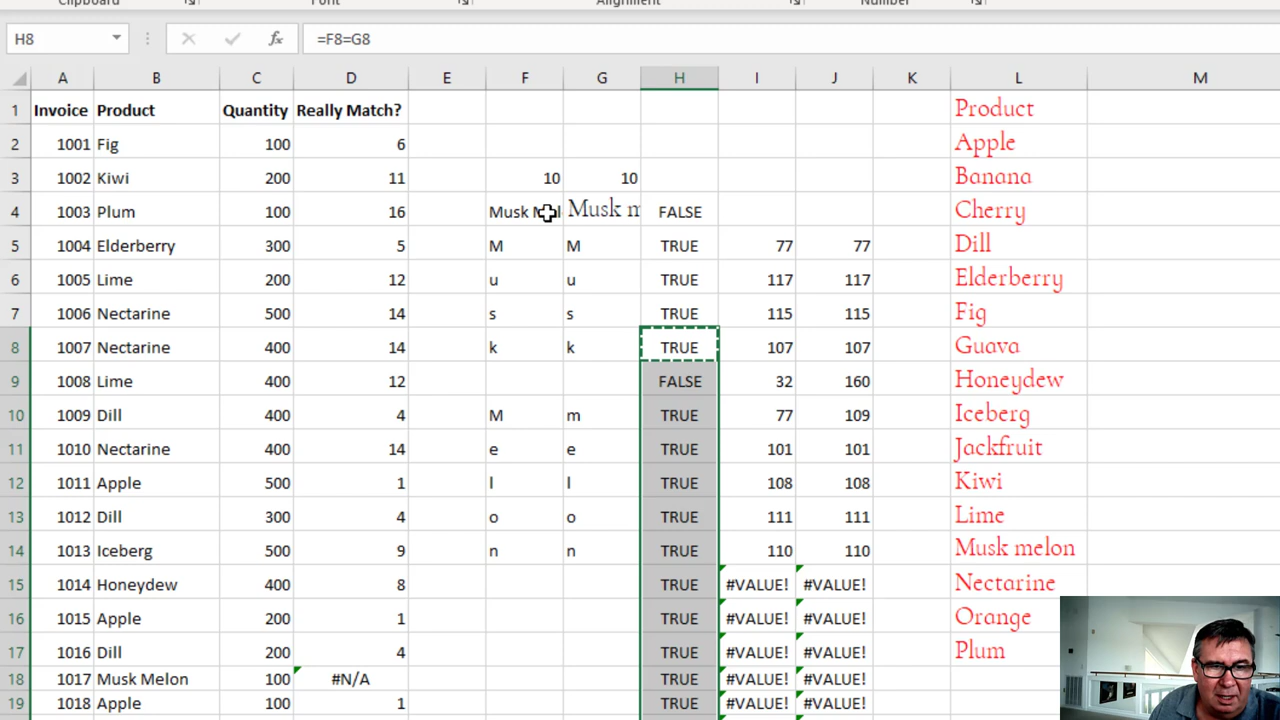 Clipboard Font Alignment Number
H8 fx =F8=G8
A B C D E F G H I J K L M
1 Invoice Product Quantity Really Match? Product
2 1001 Fig 100 6 Apple
3 1002 Kiwi 200 11 10 10 Banana
4 1003 Plum 100 16 Musk Mel Musk m FALSE Cherry
5 1004 Elderberry 300 5 M M TRUE 77 77 Dill
6 1005 Lime 200 12 u u TRUE 117 117 Elderberry
7 1006 Nectarine 500 14 s s TRUE 115 115 Fig
8 1007 Nectarine 400 14 k k TRUE 107 107 Guava
9 1008 Lime 400 12 FALSE 32 160 Honeydew
10 1009 Dill 400 4 M m TRUE 77 109 Iceberg
11 1010 Nectarine 400 14 e e TRUE 101 101 Jackfruit
12 1011 Apple 500 1 l l TRUE 108 108 Kiwi
13 1012 Dill 300 4 o o TRUE 111 111 Lime
14 1013 Iceberg 500 9 n n TRUE 110 110 Musk melon
15 1014 Honeydew 400 8 TRUE #VALUE! #VALUE! Nectarine
16 1015 Apple 200 1 TRUE #VALUE! #VALUE! Orange
17 1016 Dill 200 4 TRUE #VALUE! #VALUE! Plum
18 1017 Musk Melon 100 #N/A TRUE #VALUE! #VALUE!
19 1018 Apple 100 1 TRUE #VALUE! #VALUE!